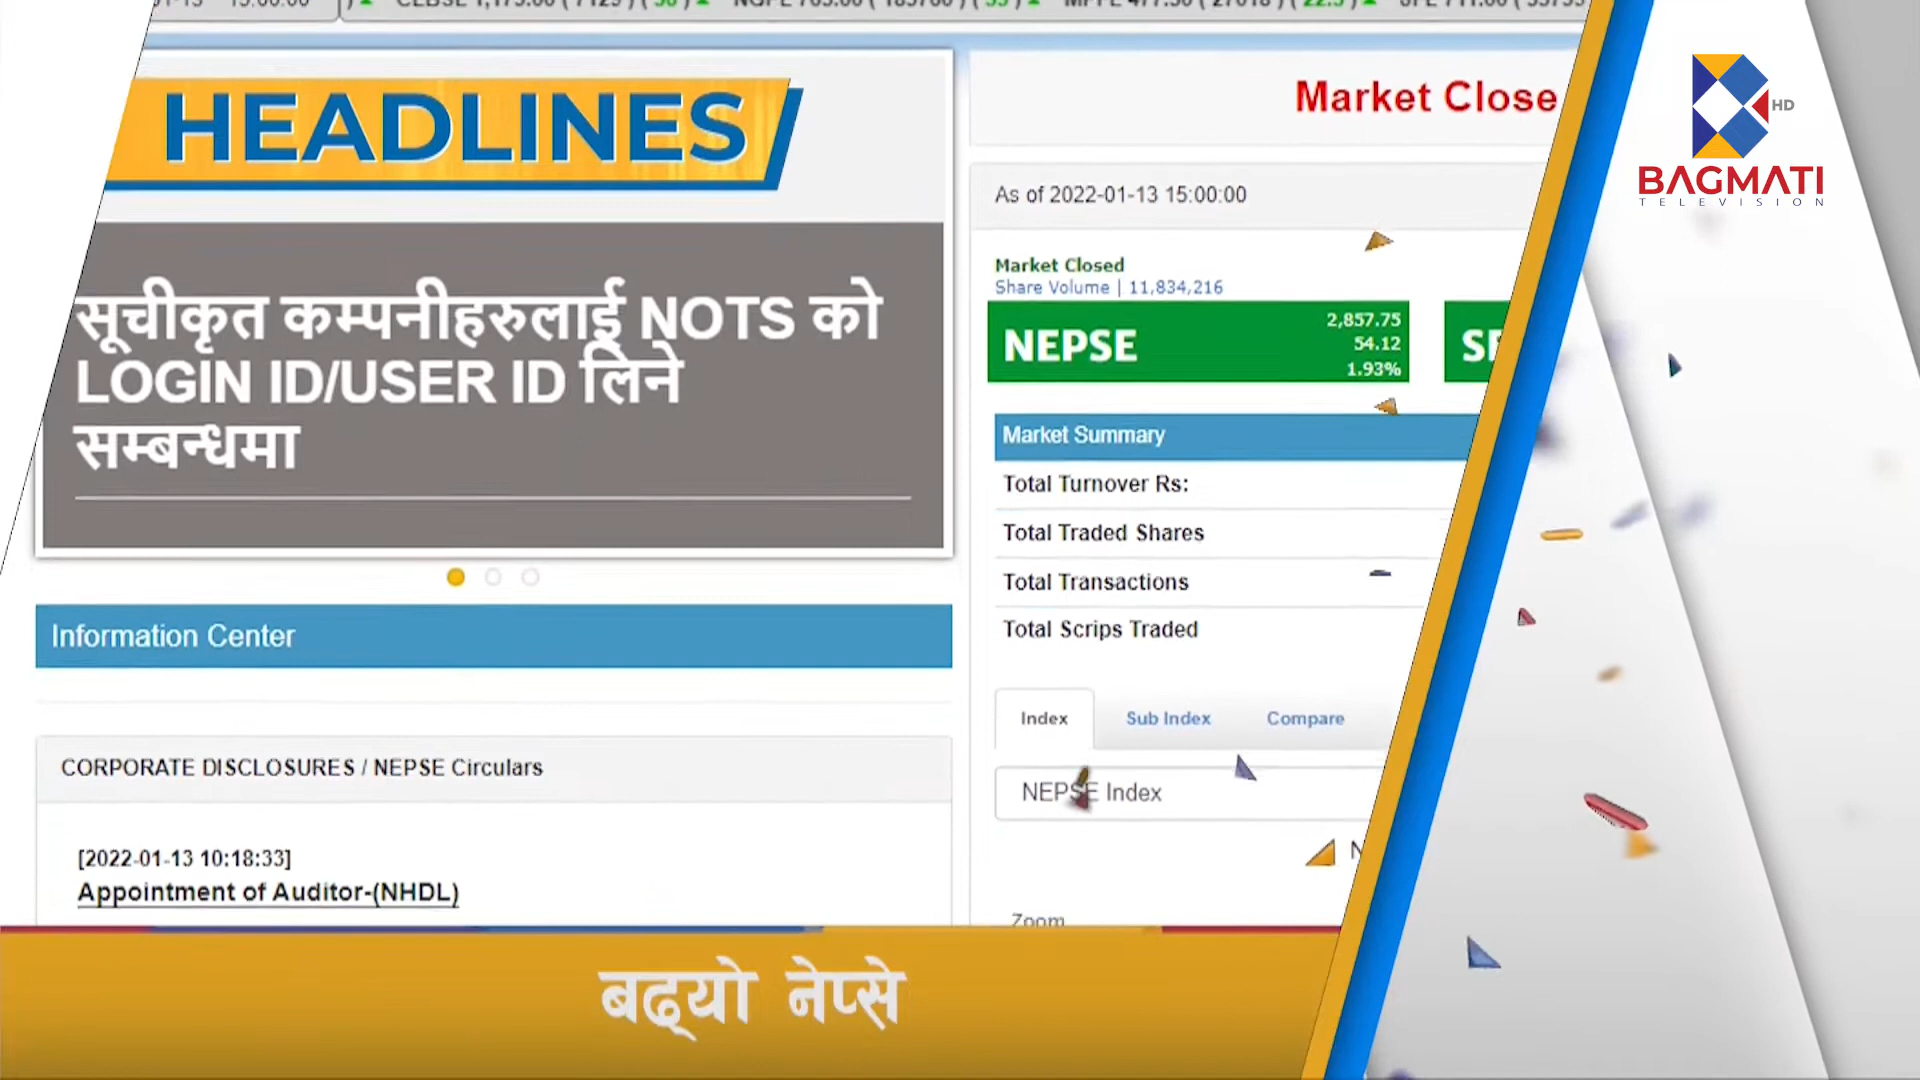 15:00:00
HEADLINES
Market Close
HD
BAGMATI
TELEVISION
As of 2022-01-13 15:00:00
Market Closed
Share Volume | 11,834,216
NEPSE
2,857.75
54.12
1.93%
सूचीकृत कम्पनीहरुलाई NOTS को
LOGIN ID/USER ID लिने
सम्बन्धमा
Market Summary
Total Turnover Rs:
Total Traded Shares
Total Transactions
Total Scrips Traded
Information Center
Index Sub Index Compare
NEPSE Index
CORPORATE DISCLOSURES / NEPSE Circulars
[2022-01-13 10:18:33]
Appointment of Auditor-(NHDL)
Zoom
बढ्यो नेप्से